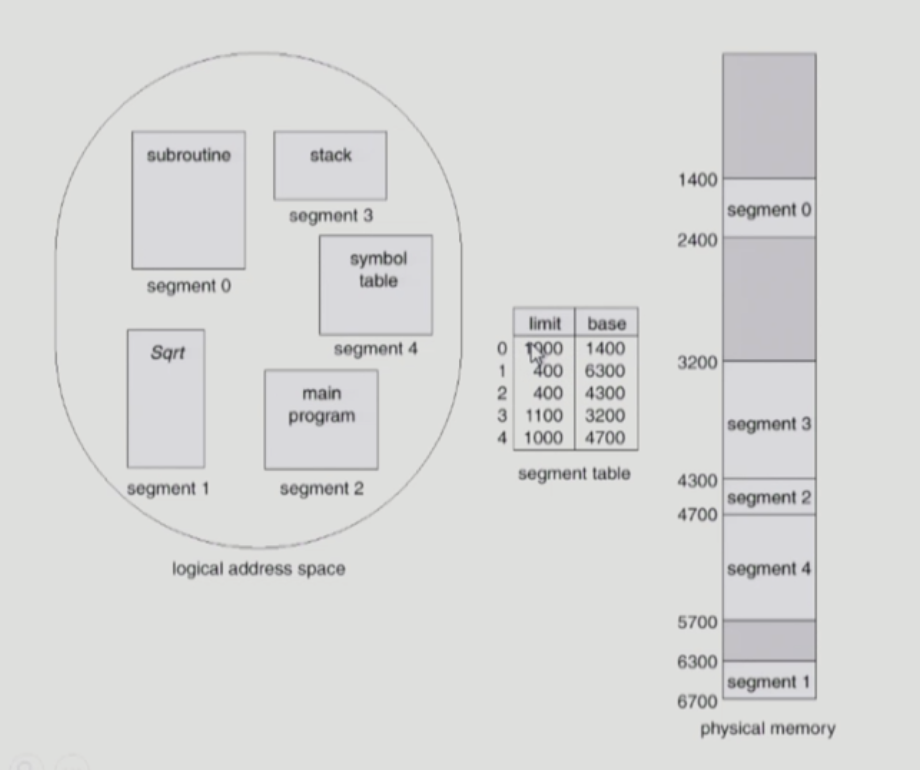 subroutine
stack
segment 3
symbol
table
segment 0
segment 4
Sqrt
main
program
segment 1
segment 2
logical address space
limit base
0 1000 1400
1 400 6300
2 400 4300
3 1100 3200
4 1000 4700
segment table
1400
segment 0
2400
3200
segment 3
4300
segment 2
4700
segment 4
5700
6300
segment 1
6700
physical memory